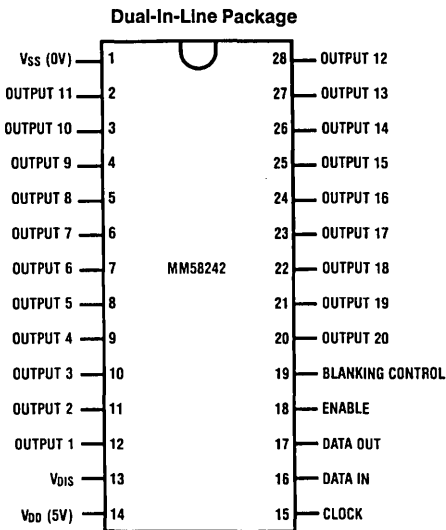 Dual-In-Line Package
VSS (0V) 1 28 OUTPUT 12
OUTPUT 11 2 27 OUTPUT 13
OUTPUT 10 3 26 OUTPUT 14
OUTPUT 9 4 25 OUTPUT 15
OUTPUT 8 5 24 OUTPUT 16
OUTPUT 7 6 23 OUTPUT 17
OUTPUT 6 7 MM58242 22 OUTPUT 18
OUTPUT 5 8 21 OUTPUT 19
OUTPUT 4 9 20 OUTPUT 20
OUTPUT 3 10 19 BLANKING CONTROL
OUTPUT 2 11 18 ENABLE
OUTPUT 1 12 17 DATA OUT
VDIS 13 16 DATA IN
VDD (5V) 14 15 CLOCK